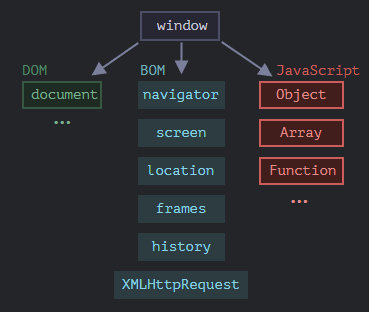 window
DOM
BOM
JavaScript
document
navigator
Object
...
screen
Array
location
Function
frames
...
history
XMLHttpRequest